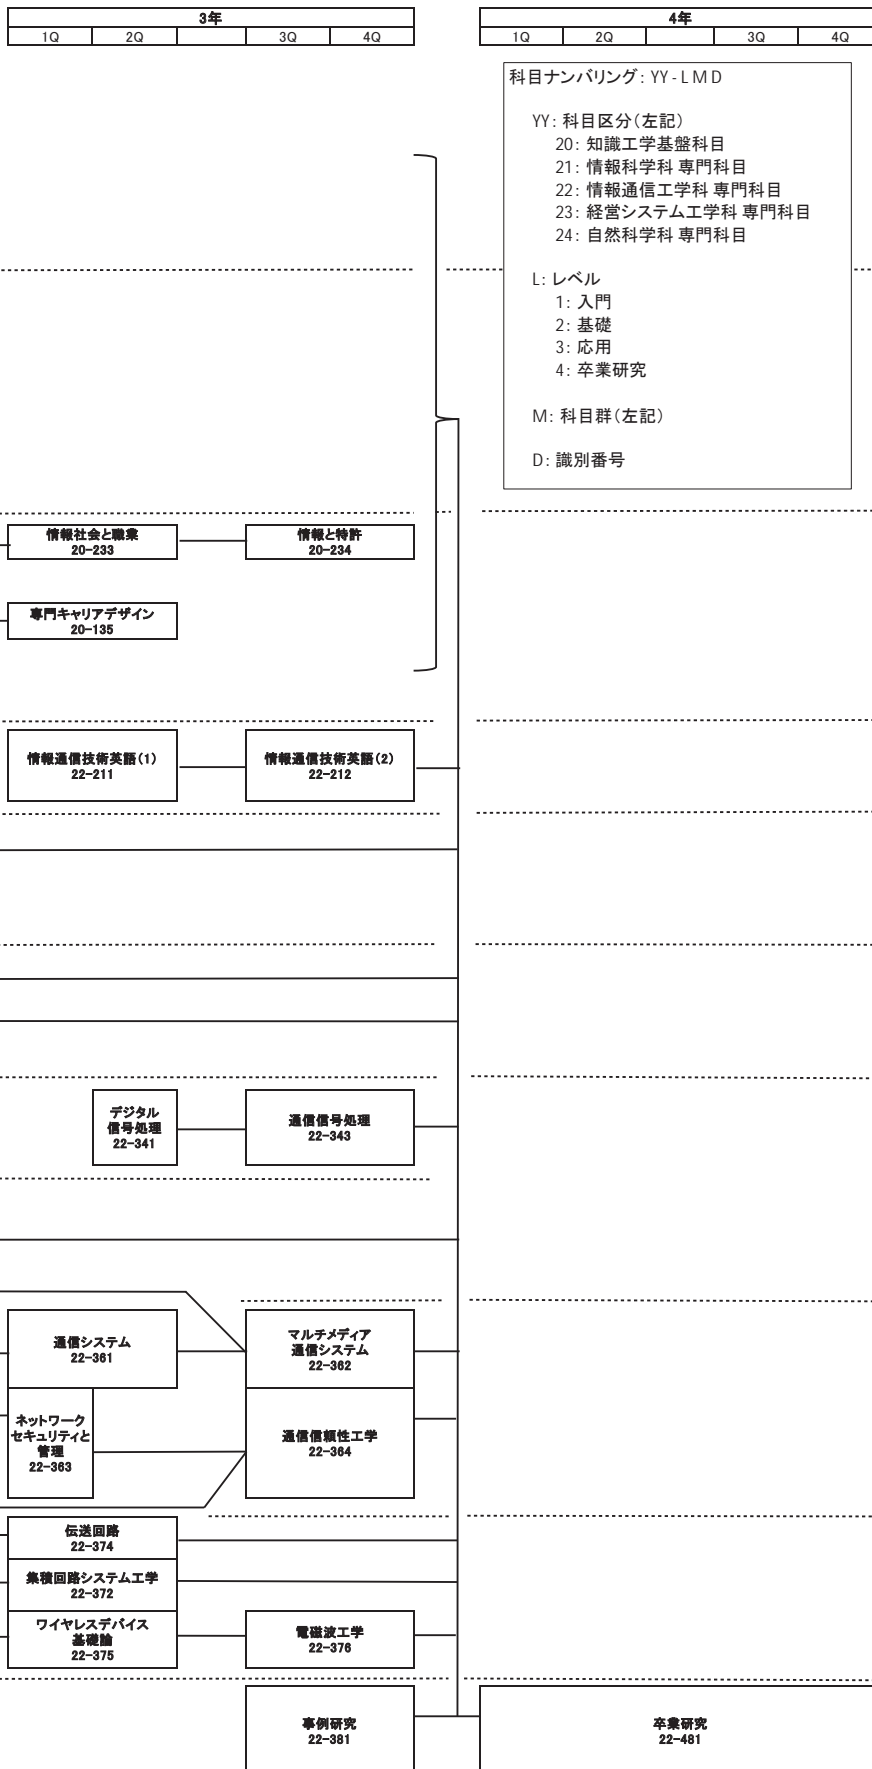 3年
1Q 2Q 3Q 4Q
4年
1Q 2Q 3Q 4Q
科目ナンバリング: YY-LMD
YY: 科目区分(左記)
20: 知識工学基盤科目
21: 情報科学科 専門科目
22: 情報通信工学科 専門科目
23: 経営システム工学科 専門科目
24: 自然科学科 専門科目
L: レベル
1: 入門
2: 基礎
3: 応用
4: 卒業研究
M: 科目群(左記)
D: 識別番号
情報社会と職業
20-233
情報と特許
20-234
専門キャリアデザイン
20-135
情報通信技術英語(1)
22-211
情報通信技術英語(2)
22-212
デジタル
信号処理
22-341
通信信号処理
22-343
通信システム
22-361
マルチメディア
通信システム
22-362
ネットワーク
セキュリティと
管理
22-363
通信信頼性工学
22-364
伝送回路
22-374
集積回路システム工学
22-372
ワイヤレスデバイス
基礎論
22-375
電磁波工学
22-376
事例研究
22-381
卒業研究
22-481